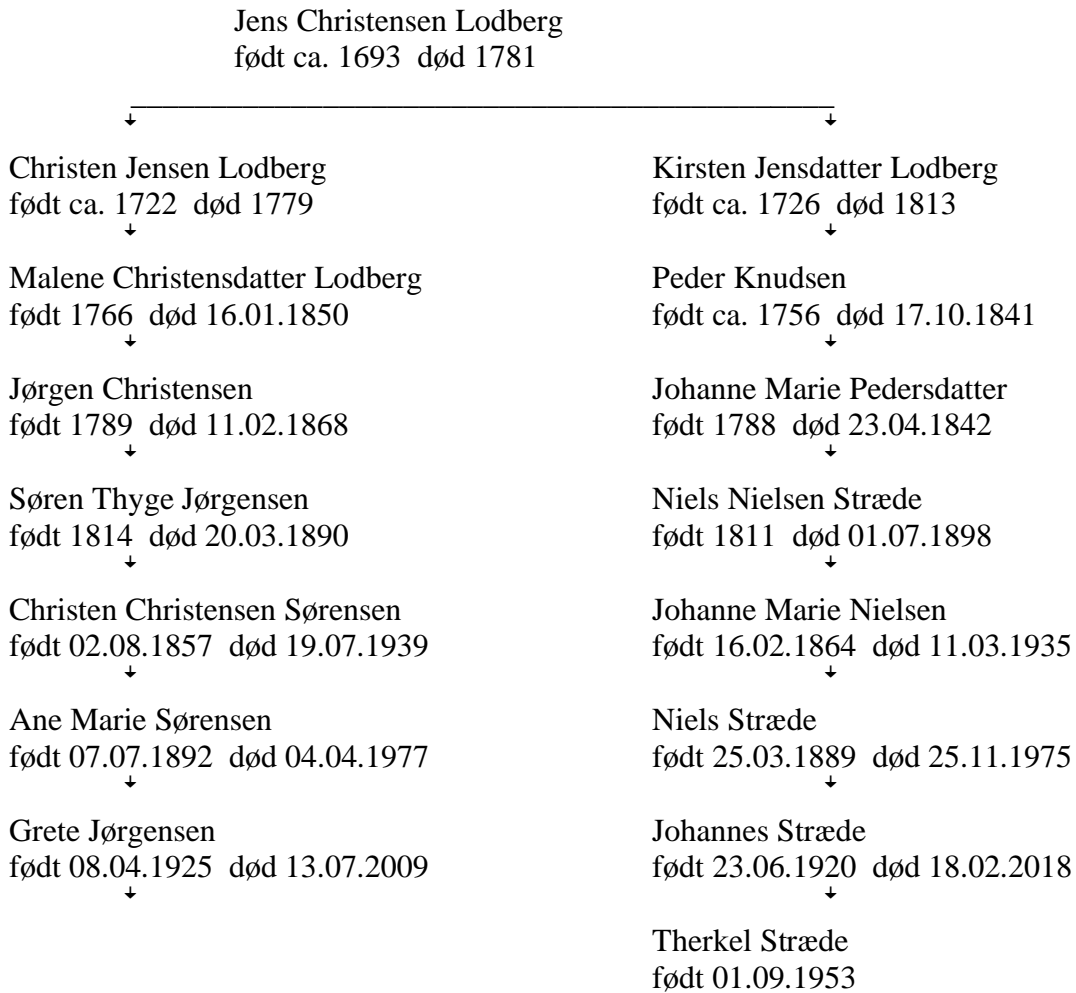 Jens Christensen Lodberg
født ca. 1693 død 1781
Christen Jensen Lodberg
født ca. 1722 død 1779
Malene Christensdatter Lodberg
født 1766 død 16.01.1850
Jørgen Christensen
født 1789 død 11.02.1868
Søren Thyge Jørgensen
født 1814 død 20.03.1890
Christen Christensen Sørensen
født 02.08.1857 død 19.07.1939
Ane Marie Sørensen
født 07.07.1892 død 04.04.1977
Grete Jørgensen
født 08.04.1925 død 13.07.2009
Kirsten Jensdatter Lodberg
født ca. 1726 død 1813
Peder Knudsen
født ca. 1756 død 17.10.1841
Johanne Marie Pedersdatter
født 1788 død 23.04.1842
Niels Nielsen Stræde
født 1811 død 01.07.1898
Johanne Marie Nielsen
født 16.02.1864 død 11.03.1935
Niels Stræde
født 25.03.1889 død 25.11.1975
Johannes Stræde
født 23.06.1920 død 18.02.2018
Therkel Stræde
født 01.09.1953